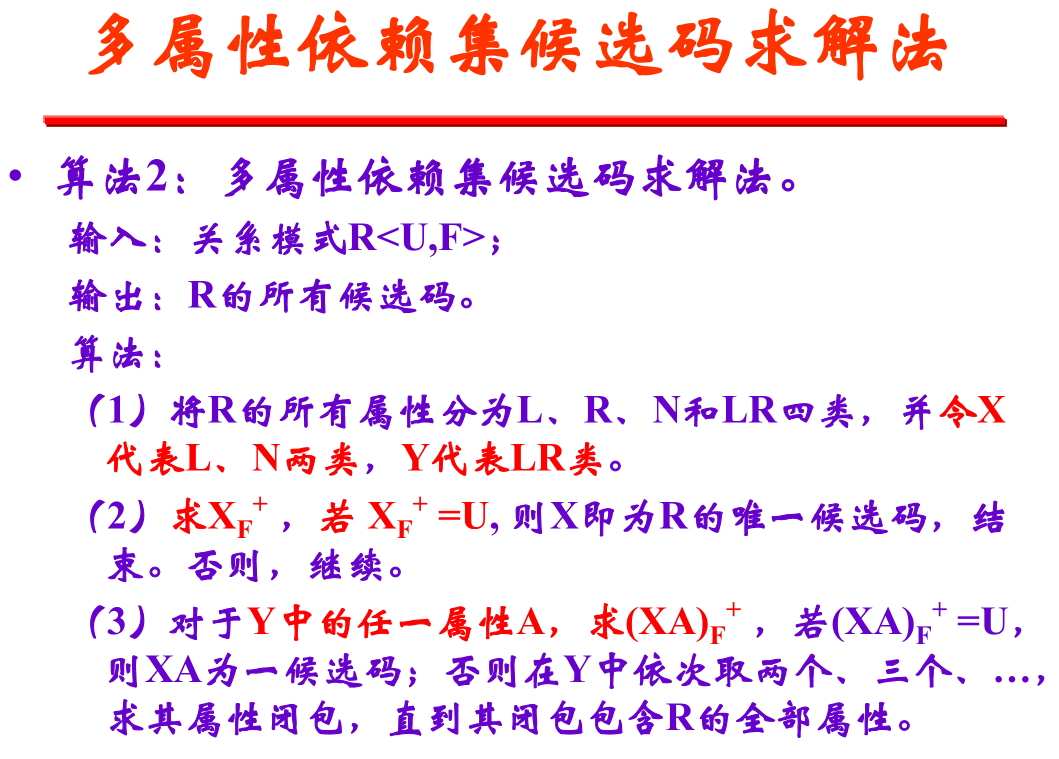 多属性依赖集候选码求解法
• 算法2：多属性依赖集候选码求解法。
输入：关系模式R<U,F>；
输出：R的所有候选码。
算法：
（1）将R的所有属性分为L、R、N和LR四类，并令X
代表L、N两类，Y代表LR类。
（2）求X_F^+ ，若 X_F^+ =U, 则X即为R的唯一候选码，结
束。否则，继续。
（3）对于Y中的任一属性A，求(XA)_F^+ ，若(XA)_F^+ =U，
则XA为一候选码；否则在Y中依次取两个、三个、…，
求其属性闭包，直到其闭包包含R的全部属性。